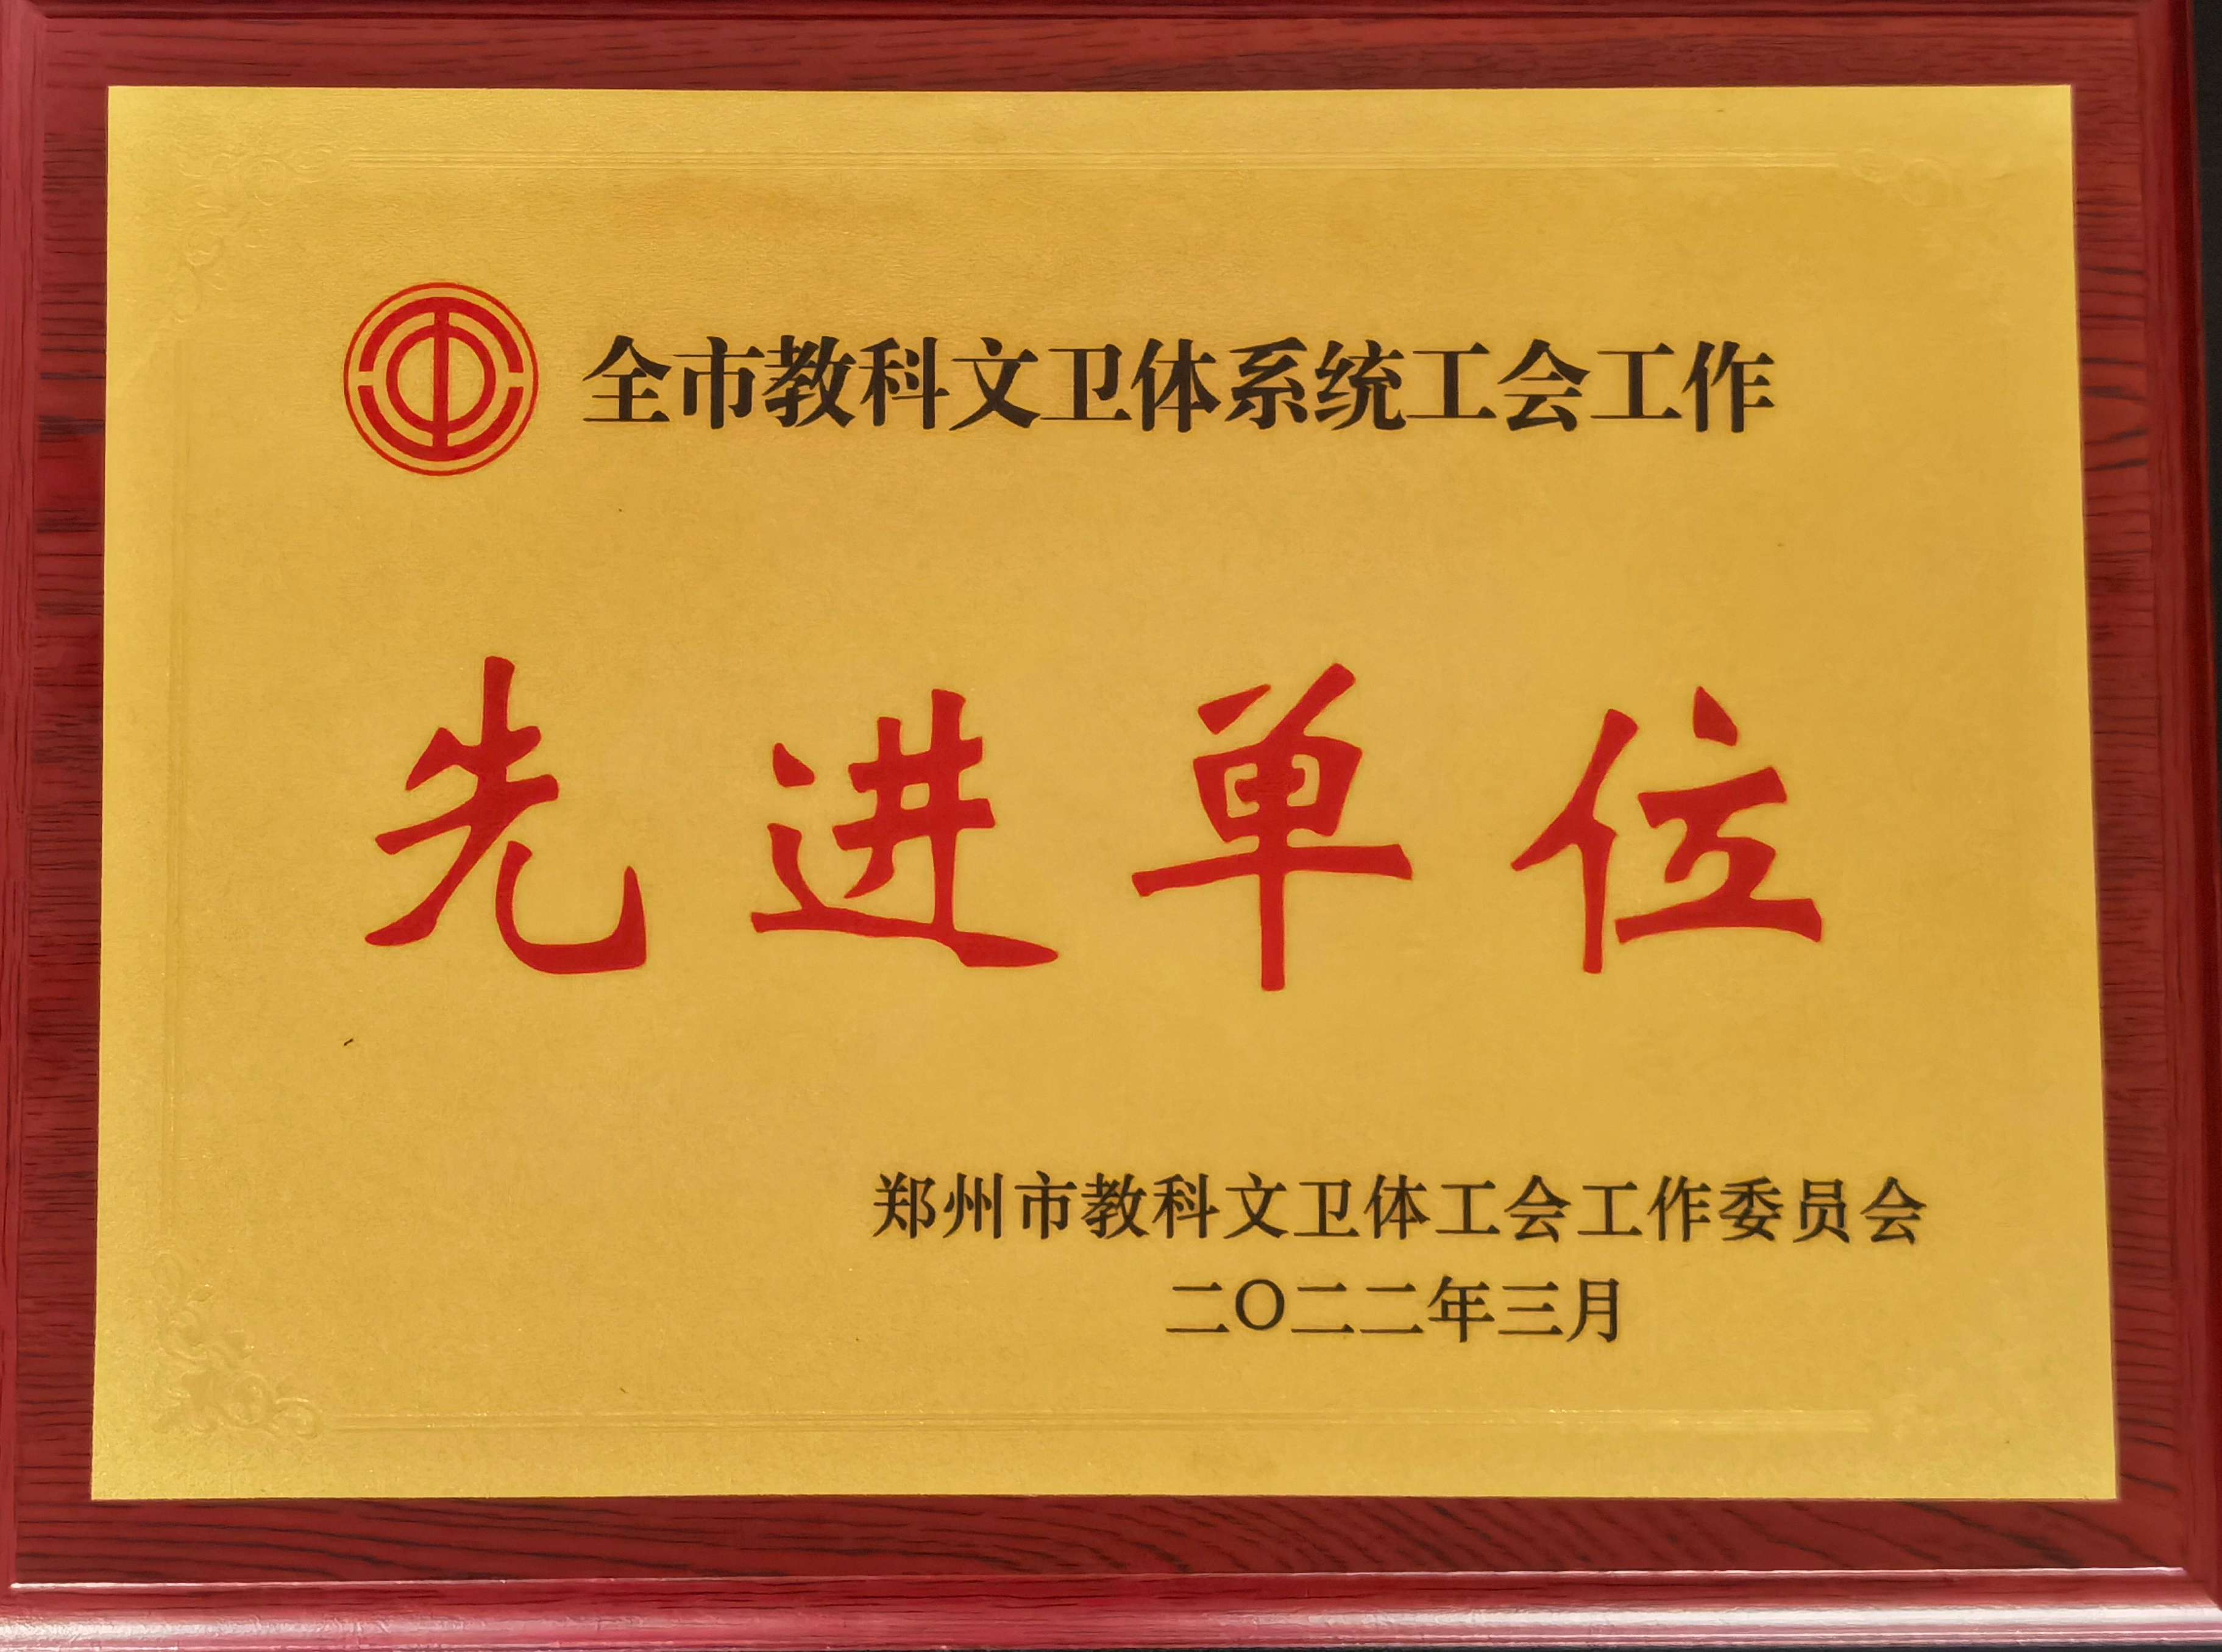 全市教科文卫体系统工会工作
先进单位
郑州市教科文卫体工会工作委员会
二〇二二年三月